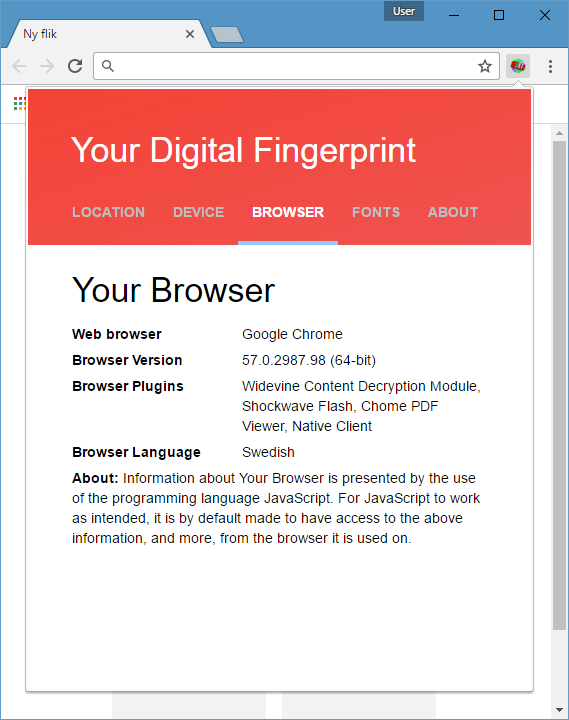 User
Ny flik
Your Digital Fingerprint
LOCATION DEVICE BROWSER FONTS ABOUT
Your Browser
Web browser Google Chrome
Browser Version 57.0.2987.98 (64-bit)
Browser Plugins Widevine Content Decryption Module,
Shockwave Flash, Chome PDF
Viewer, Native Client
Browser Language Swedish
About: Information about Your Browser is presented by the use
of the programming language JavaScript. For JavaScript to work
as intended, it is by default made to have access to the above
information, and more, from the browser it is used on.